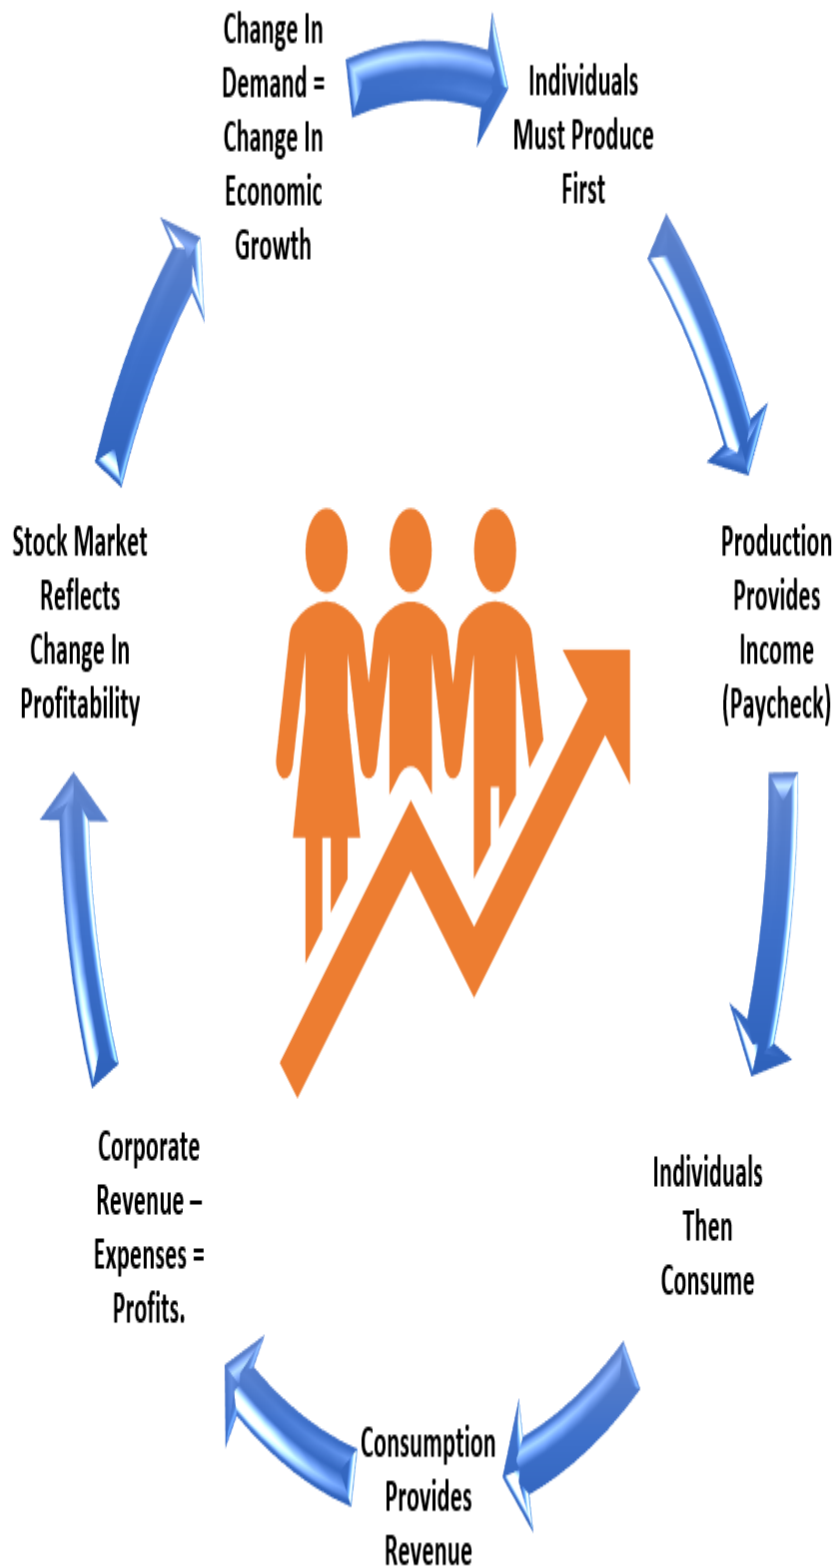 Change In
Demand =
Change In
Economic
Growth
Individuals
Must Produce
First
Production
Provides
Income
(Paycheck)
Individuals
Then
Consume
Consumption
Provides
Revenue
Corporate
Revenue –
Expenses =
Profits.
Stock Market
Reflects
Change In
Profitability